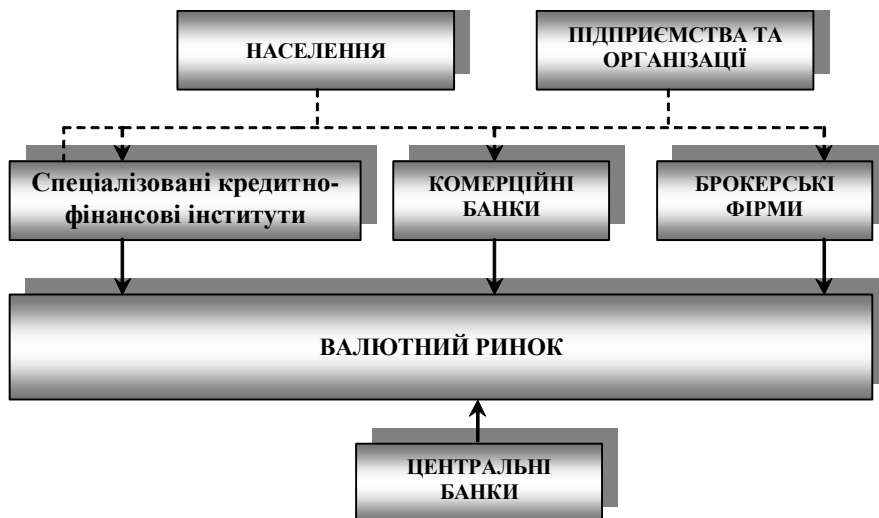 НАСЕЛЕННЯ
ПІДПРИЄМСТВА ТА
ОРГАНІЗАЦІЇ
Спеціалізовані кредитно-
фінансові інститути
КОМЕРЦІЙНІ
БАНКИ
БРОКЕРСЬКІ
ФІРМИ
ВАЛЮТНИЙ РИНОК
ЦЕНТРАЛЬНІ
БАНКИ